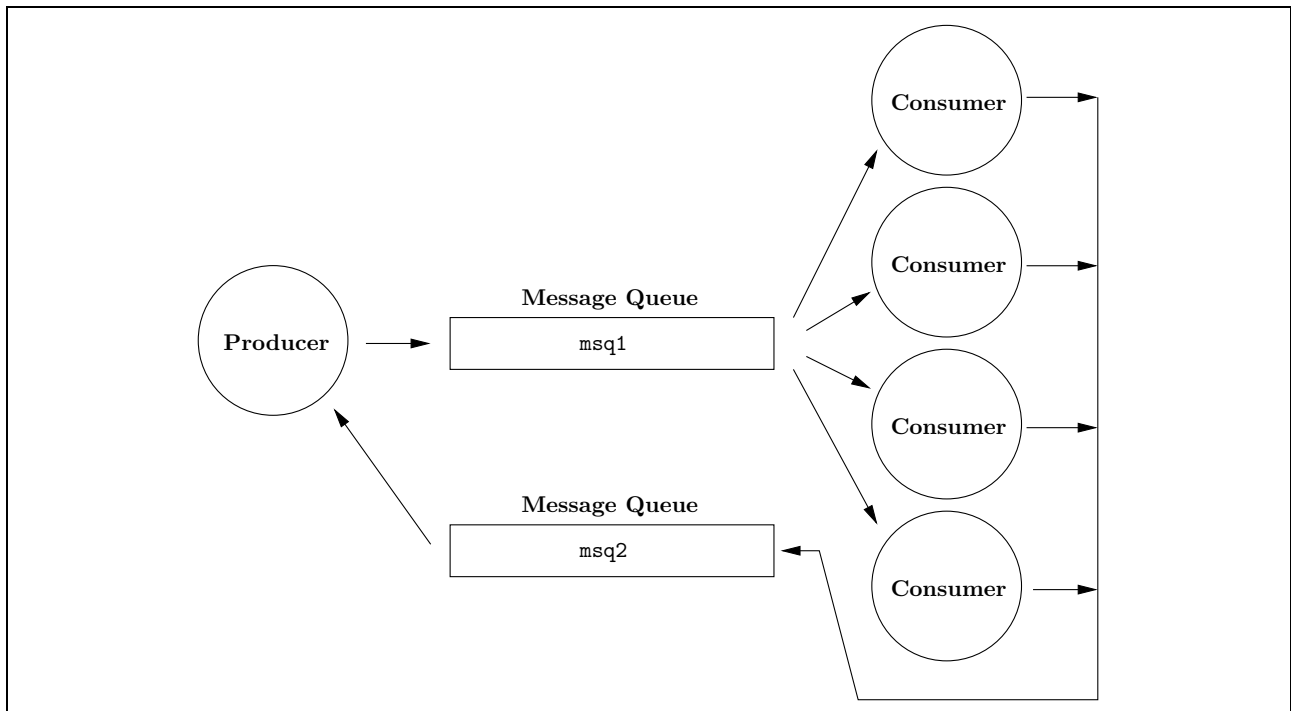 Consumer
Consumer
Message Queue
Producer
msq1
Consumer
Message Queue
msq2
Consumer